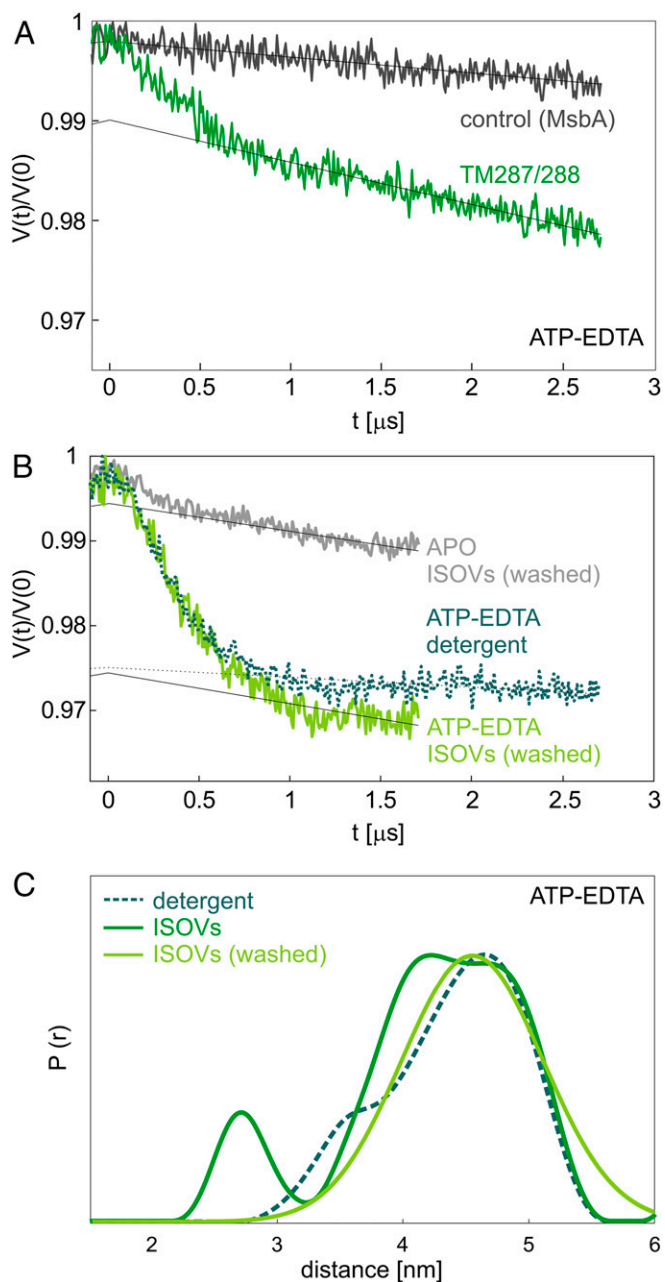 A
1
0.99
0.98
0.97
V(t)/V(0)
control (MsbA)
TM287/288
ATP-EDTA
0 0.5 1 1.5 2 2.5 3
t [μs]
B
1
0.99
0.98
0.97
V(t)/V(0)
APO
ISOVs (washed)
ATP-EDTA
detergent
ATP-EDTA
ISOVs (washed)
0 0.5 1 1.5 2 2.5 3
t [μs]
C
detergent
ISOVs
ISOVs (washed)
ATP-EDTA
P (r)
2 3 4 5 6
distance [nm]